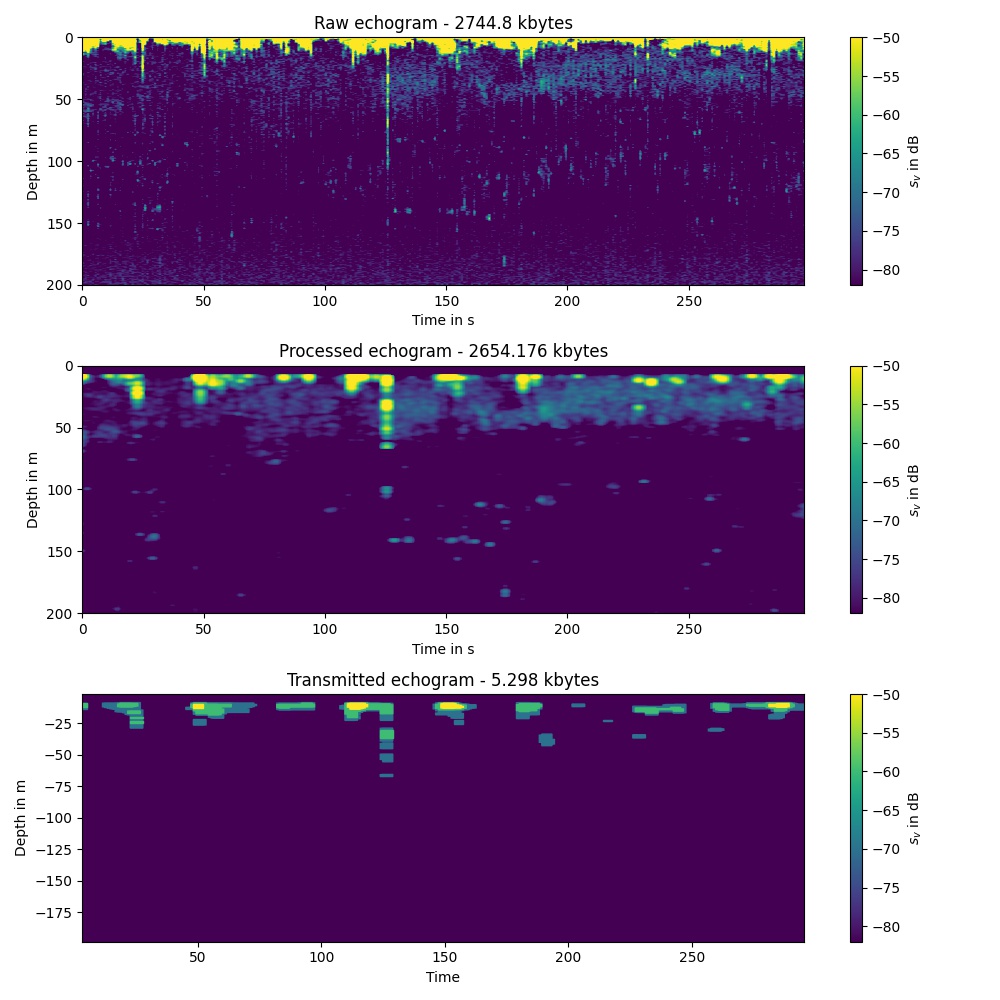 Raw echogram - 2744.8 kbytes
0
50
100
150
200
Depth in m
0 50 100 150 200 250
Time in s
−50
−55
−60
−65
−70
−75
−80
s_v in dB
Processed echogram - 2654.176 kbytes
0
50
100
150
200
Depth in m
0 50 100 150 200 250
Time in s
−50
−55
−60
−65
−70
−75
−80
s_v in dB
Transmitted echogram - 5.298 kbytes
−25
−50
−75
−100
−125
−150
−175
Depth in m
50 100 150 200 250
Time
−50
−55
−60
−65
−70
−75
−80
s_v in dB